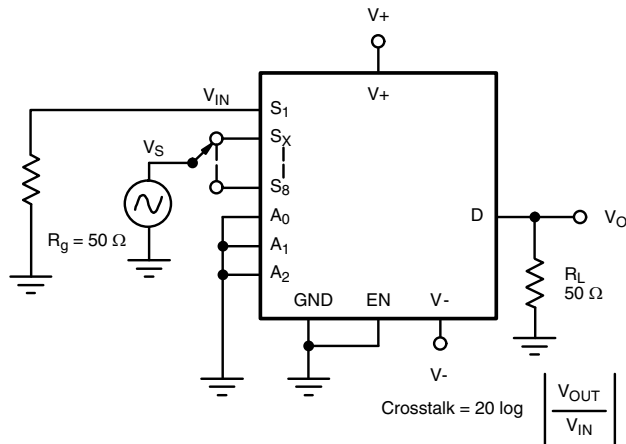 V+
V+
VIN
S1
VS
SX
S8
A0
D
VO
A1
Rg = 50 Ω
A2
RL
50 Ω
GND
EN
V-
V-
Crosstalk = 20 log
VOUT
VIN